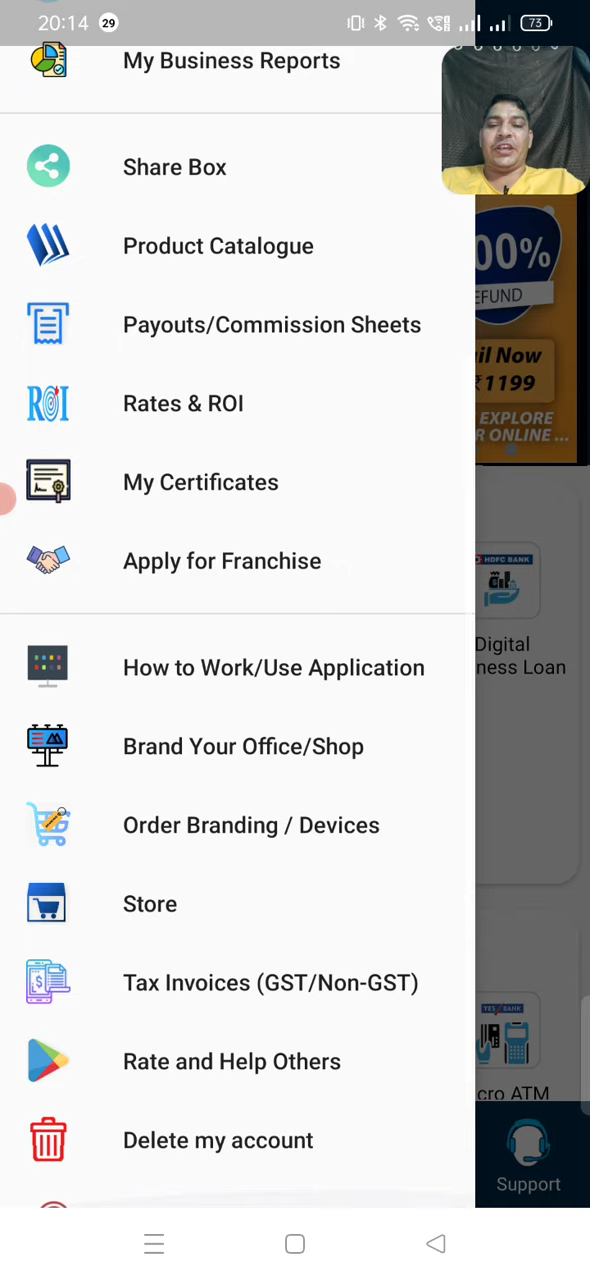 20:14 29 73
My Business Reports
Share Box
Product Catalogue
Payouts/Commission Sheets
ROI Rates & ROI
My Certificates
Apply for Franchise
How to Work/Use Application
Brand Your Office/Shop
Order Branding / Devices
Store
Tax Invoices (GST/Non-GST)
Rate and Help Others
Delete my account
00%
EFUND
il Now
₹1199
EXPLORE
R ONLINE ...
HDFC BANK
Digital
ness Loan
YES BANK
cro ATM
Support